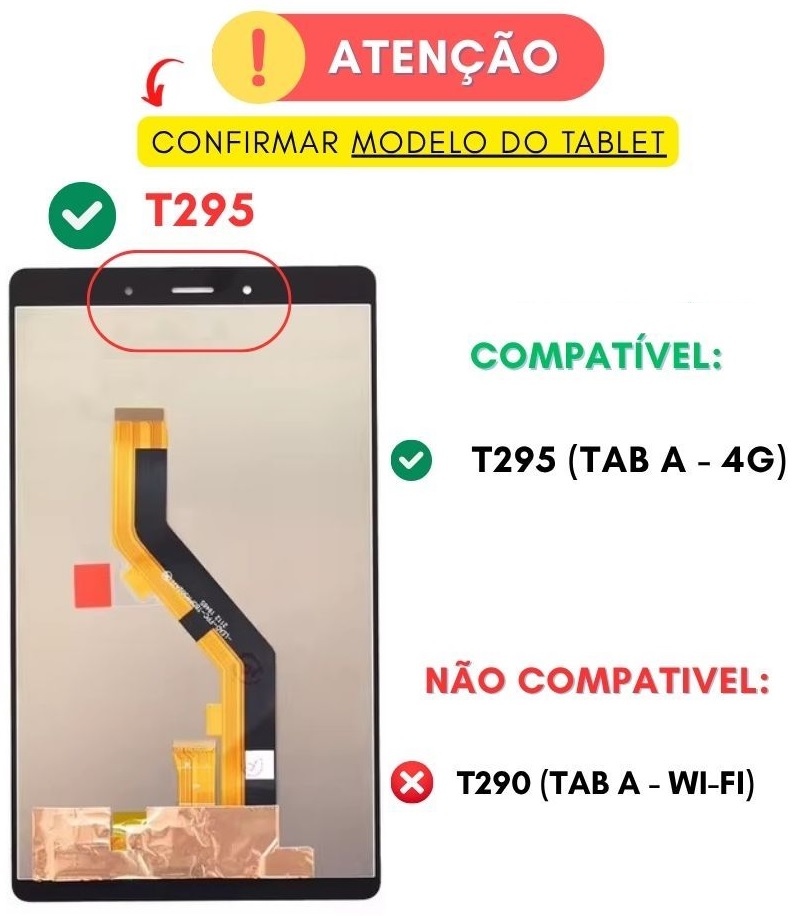 ! ATENÇÃO
CONFIRMAR MODELO DO TABLET
T295
COMPATÍVEL:
T295 (TAB A - 4G)
NÃO COMPATIVEL:
T290 (TAB A - WI-FI)